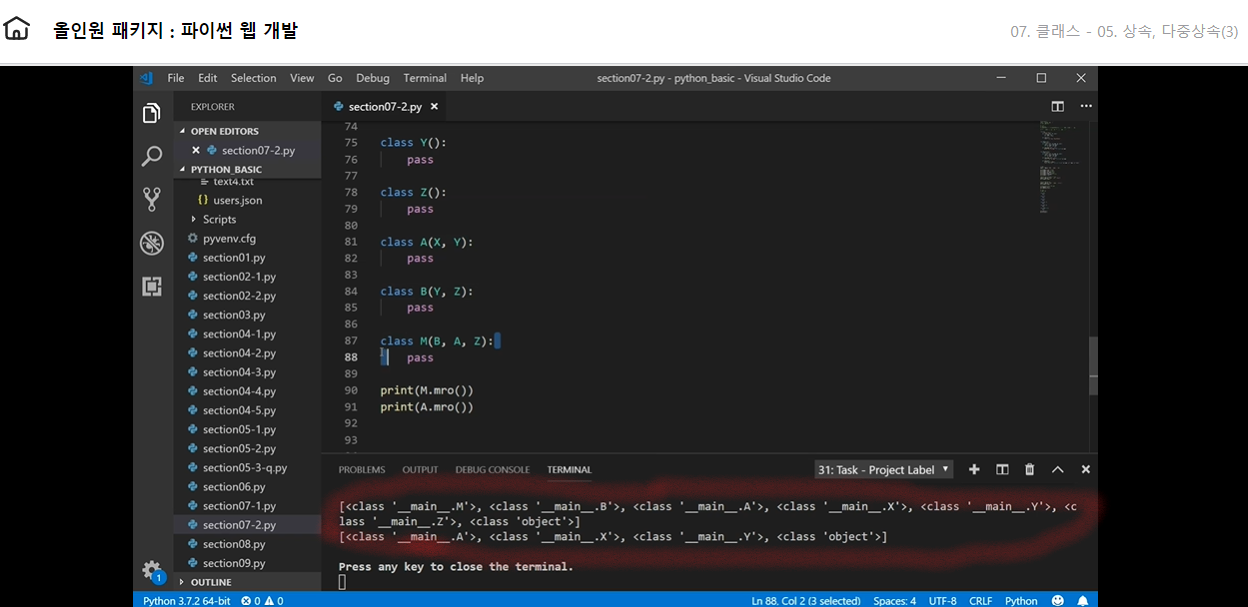 올인원 패키지 : 파이썬 웹 개발
07. 클래스 - 05. 상속, 다중상속(3)
File Edit Selection View Go Debug Terminal Help
section07-2.py - python_basic - Visual Studio Code
EXPLORER
OPEN EDITORS
section07-2.py
PYTHON_BASIC
text4.txt
{} users.json
Scripts
pyvenv.cfg
section01.py
section02-1.py
section02-2.py
section03.py
section04-1.py
section04-2.py
section04-3.py
section04-4.py
section04-5.py
section05-1.py
section05-2.py
section05-3-q.py
section06.py
section07-1.py
section07-2.py
section08.py
section09.py
OUTLINE
1
section07-2.py
74
75 class Y():
76 pass
77
78 class Z():
79 pass
80
81 class A(X, Y):
82 pass
83
84 class B(Y, Z):
85 pass
86
87 class M(B, A, Z):
88 pass
89
90 print(M.mro())
91 print(A.mro())
92
93
PROBLEMS OUTPUT DEBUG CONSOLE TERMINAL
31: Task - Project Label
[<class '__main__.M'>, <class '__main__.B'>, <class '__main__.A'>, <class '__main__.X'>, <class '__main__.Y'>, <c
lass '__main__.Z'>, <class 'object'>]
[<class '__main__.A'>, <class '__main__.X'>, <class '__main__.Y'>, <class 'object'>]
Press any key to close the terminal.
Python 3.7.2 64-bit 0 0
Ln 88, Col 2 (3 selected) Spaces: 4 UTF-8 CRLF Python